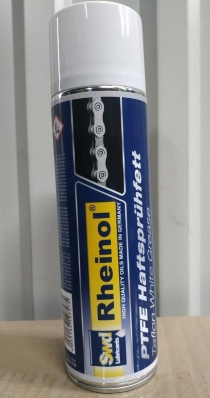 Swd
Lubricants
Rheinol®
HIGH QUALITY OILS MADE IN GERMANY
PTFE Haftsprühfett
Teflon White Grease